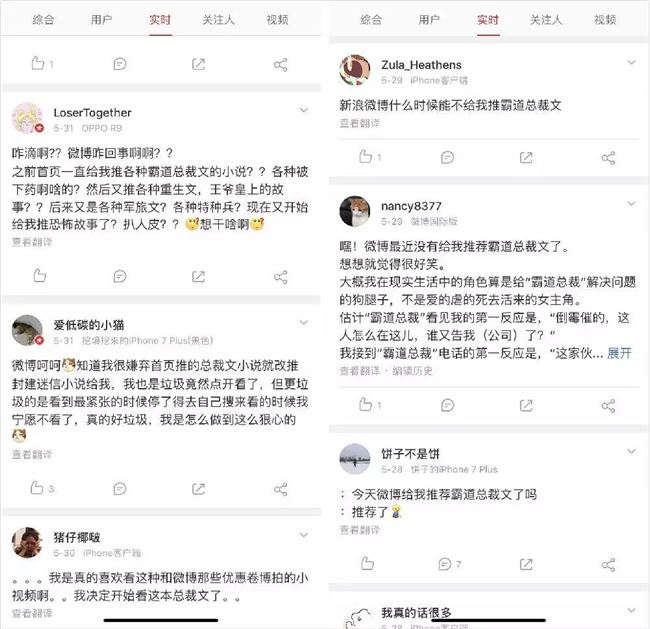 综合 用户 实时 关注人 视频
1
LoserTogether
5-31 OPPO R9
咋滴啊?? 微博咋回事啊啊? ?
之前首页一直给我推各种霸道总裁文的小说? ? 各种被
下药啊啥的? 然后又推各种重生文,王爷皇上的故
事? ? 后来又是各种军旅文? 各种特种兵? 现在又开始
给我推恐怖故事了? 扒人皮? ? 想干啥啊
查看翻译
爱低碳的小猫
5-31 挖煤挖来的iPhone 7 Plus(黑色)
微博呵呵知道我很嫌弃首页推的总裁文小说就改推
封建迷信小说给我,我也是垃圾竟然点开看了,但更垃
圾的是看到最紧张的时候停了得去自己搜来看的时候我
宁愿不看了,真的好垃圾,我是怎么做到这么狠心的
查看翻译
3
猪仔椰啵
5-30 iPhone客户端
。。。我是真的喜欢看这种和微博那些优惠卷博拍的小
视频啊。。我决定开始看这本总裁文了。。
查看翻译
综合 用户 实时 关注人 视频
Zula_Heathens
5-29 iPhone客户端
新浪微博什么时候能不给我推霸道总裁文
查看翻译
1
nancy8377
5-29 微博国际版
嘿!微博最近没有给我推荐霸道总裁文了。
想想就觉得很好笑。
大概我在现实生活中的角色算是给“霸道总裁”解决问题
的狗腿子,不是爱的虐的死去活来的女主角。
估计“霸道总裁”看见我的第一反应是,“倒霉催的,这
人怎么在这儿,谁又告我(公司)了?“
我接到“霸道总裁”电话的第一反应是,“这家伙... 展开
查看翻译 · 编辑历史
1
饼子不是饼
5-28 饼子的iPhone 7 Plus
:今天微博给我推荐霸道总裁文了吗
:推荐了
查看翻译
7
我真的话很多
5-28 iPhone客户端